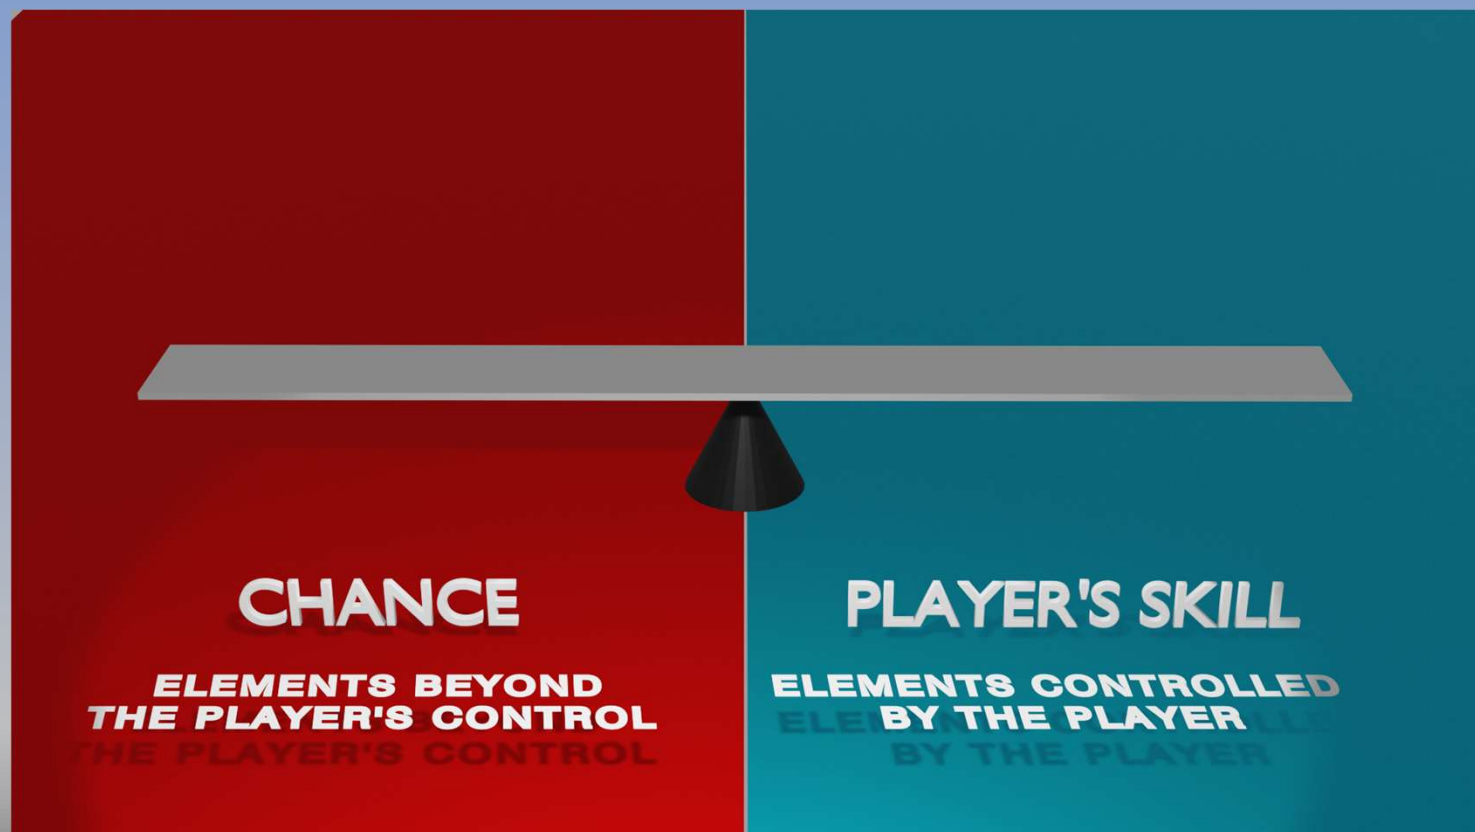 CHANCE
ELEMENTS BEYOND
THE PLAYER'S CONTROL
PLAYER'S SKILL
ELEMENTS CONTROLLED
BY THE PLAYER